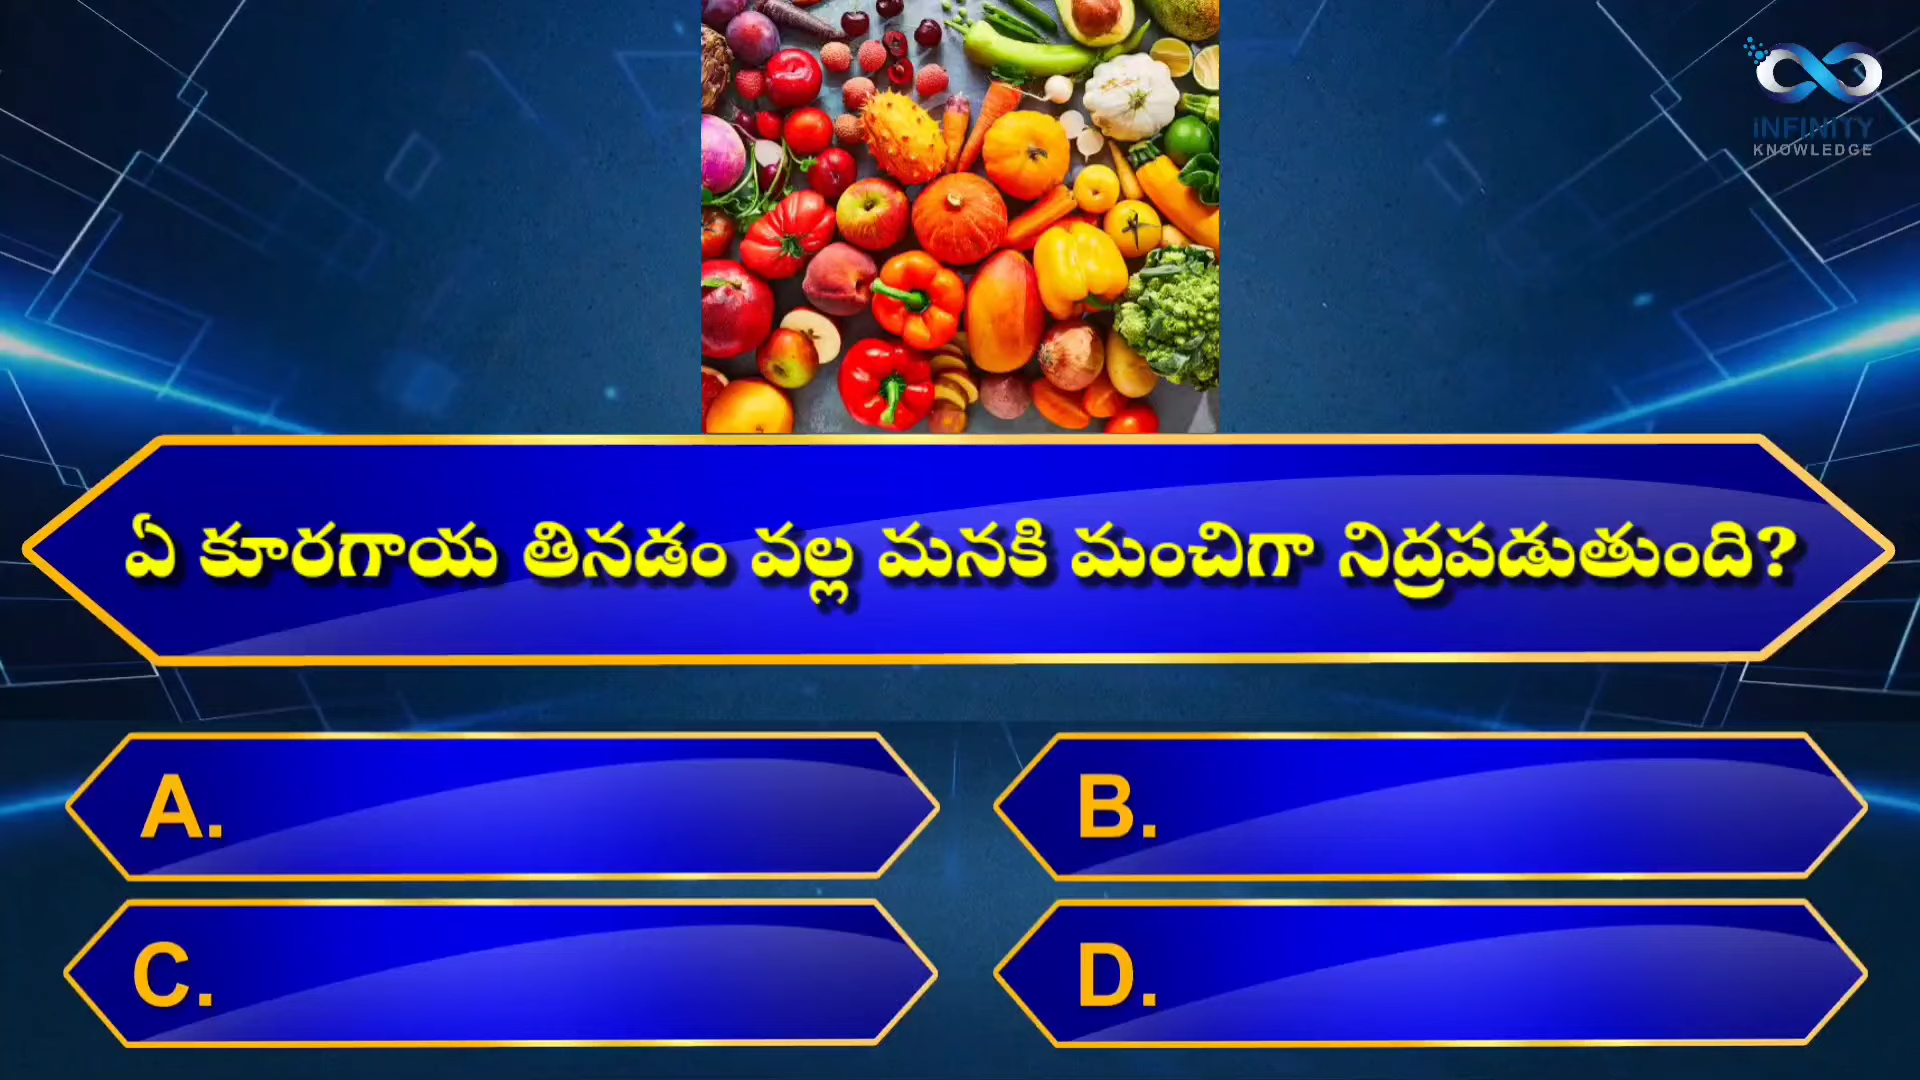 iNFiNiTY
KNOWLEDGE
ఏ కూరగాయ తినడం వల్ల మనకి మంచిగా నిద్రపడుతుంది?
A.
B.
C.
D.